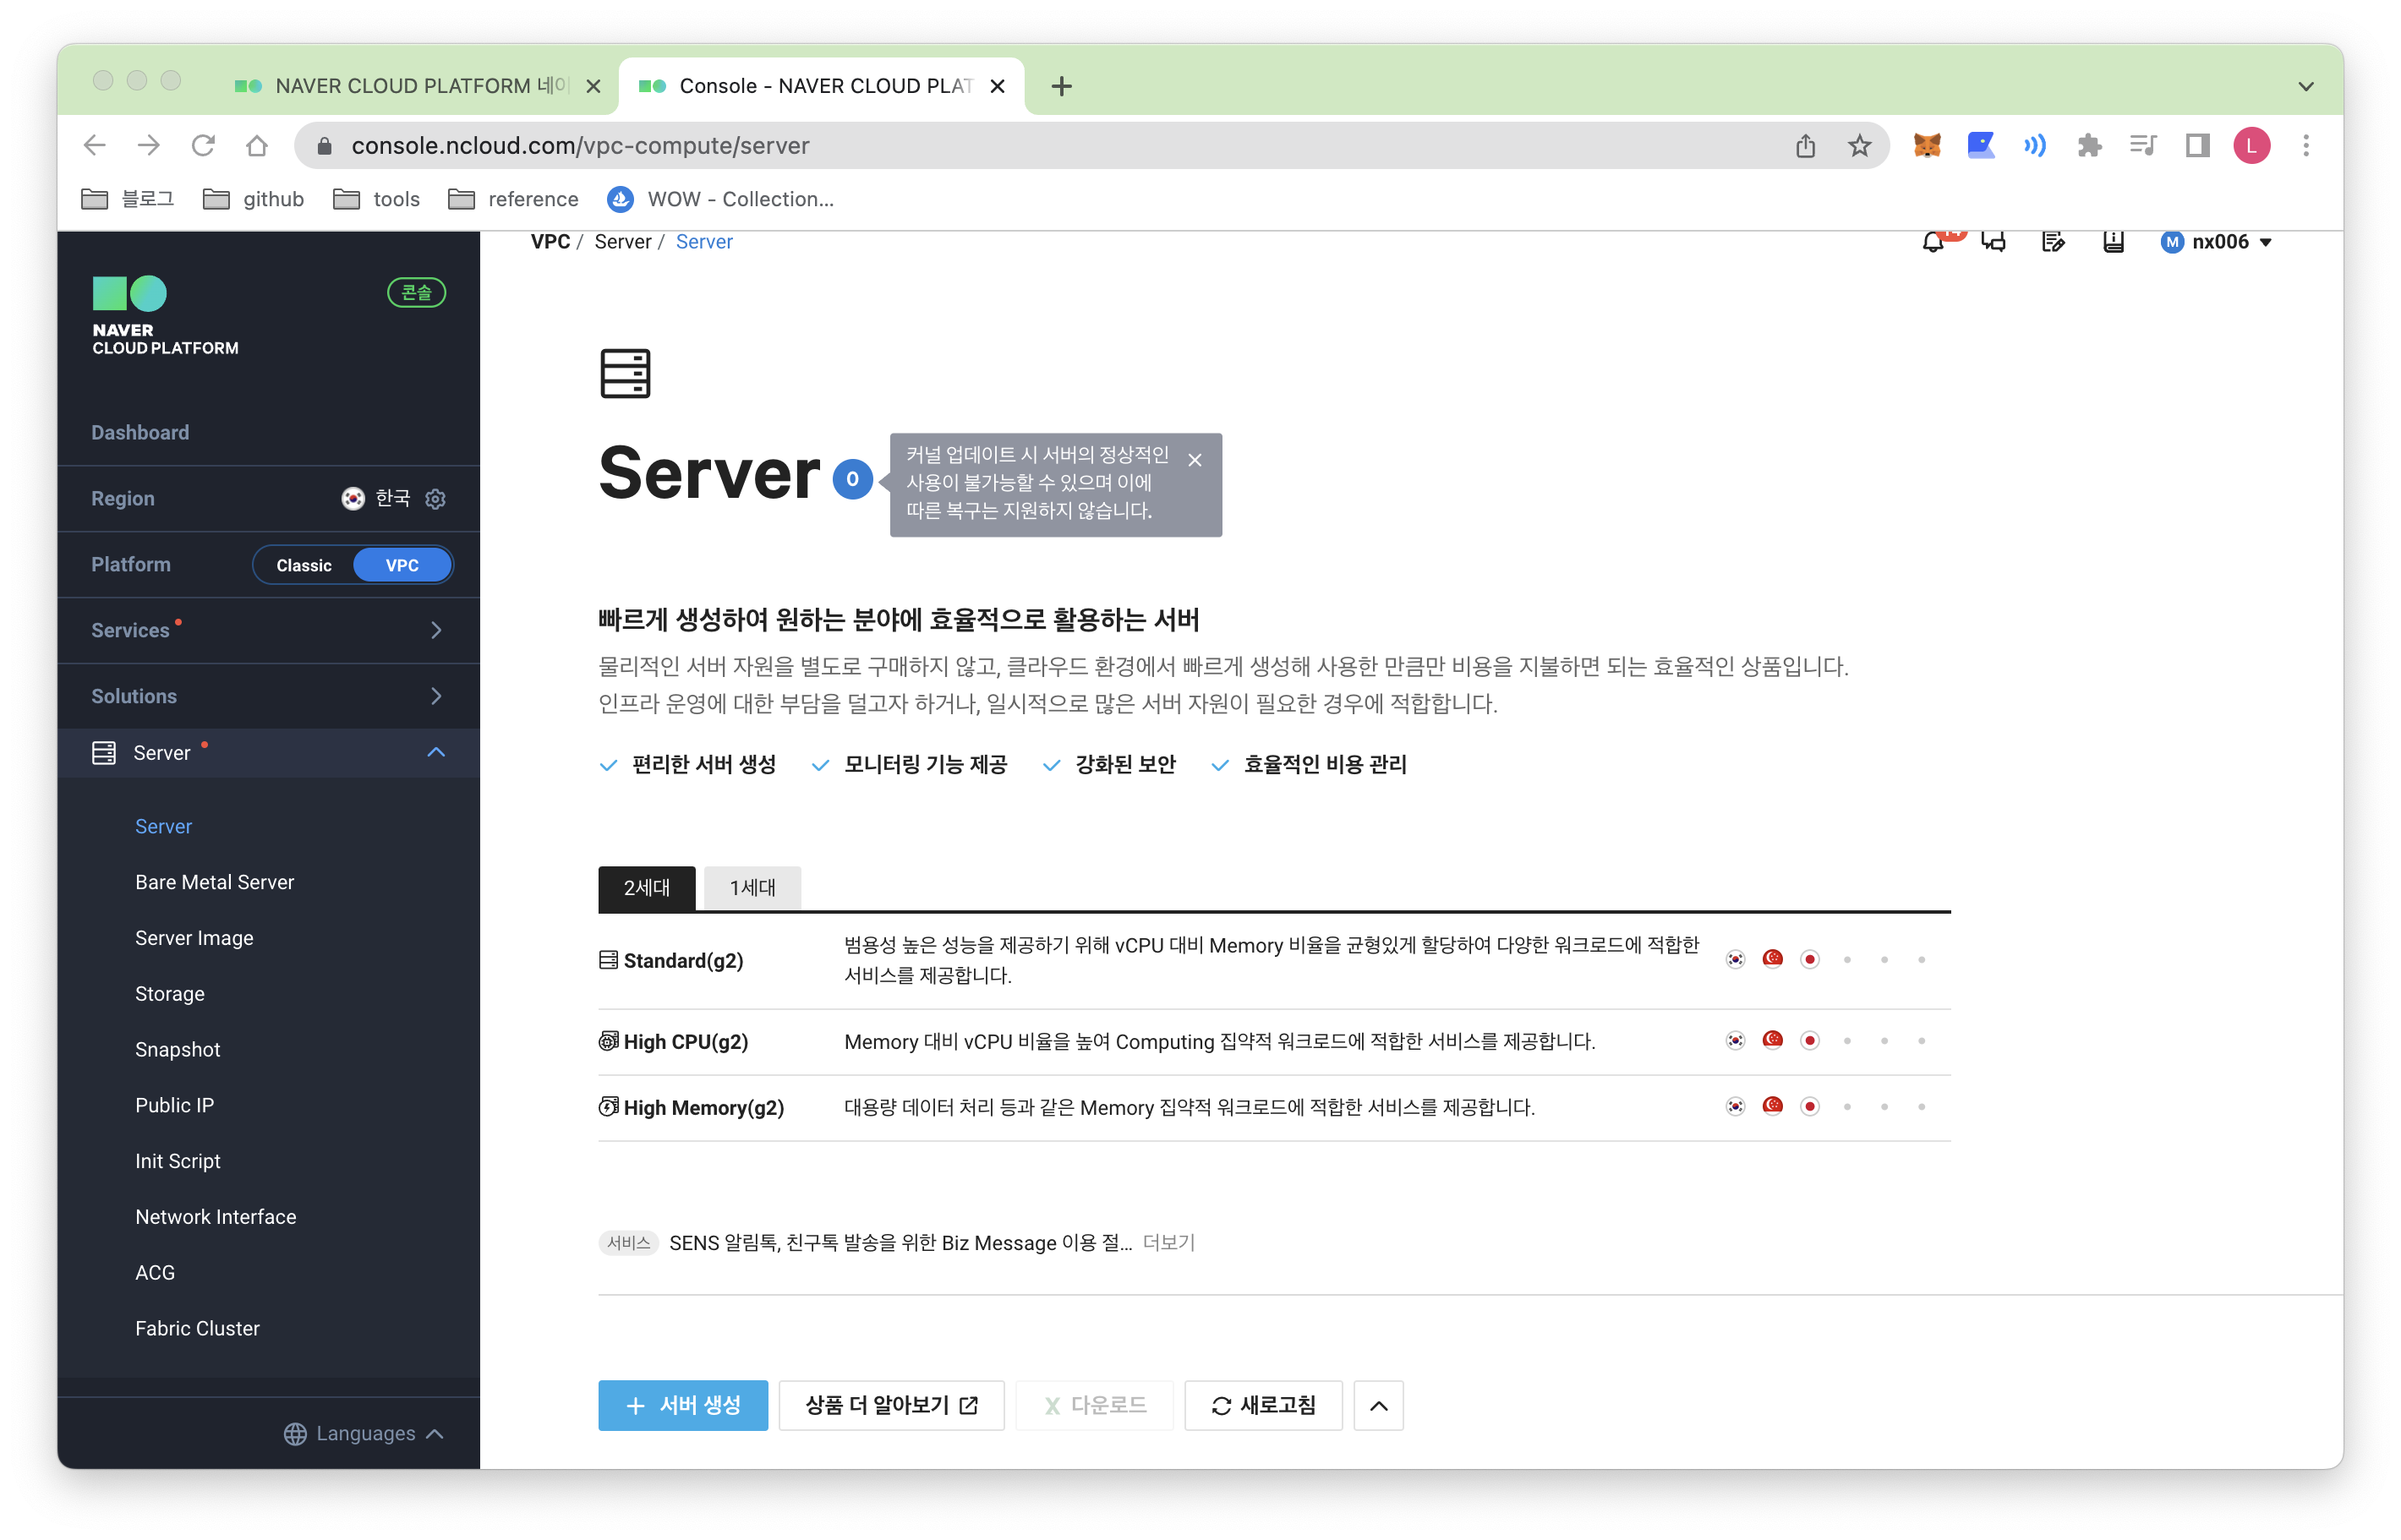 NAVER CLOUD PLATFORM 네이
Console - NAVER CLOUD PLAT
console.ncloud.com/vpc-compute/server
L
블로그
github
tools
reference
WOW - Collection...
NAVER
CLOUD PLATFORM
콘솔
Dashboard
Region
한국
Platform
Classic
VPC
Services
Solutions
Server
Server
Bare Metal Server
Server Image
Storage
Snapshot
Public IP
Init Script
Network Interface
ACG
Fabric Cluster
Languages
VPC / Server / Server
M nx006
Server 0
커널 업데이트 시 서버의 정상적인
사용이 불가능할 수 있으며 이에
따른 복구는 지원하지 않습니다.
빠르게 생성하여 원하는 분야에 효율적으로 활용하는 서버
물리적인 서버 자원을 별도로 구매하지 않고, 클라우드 환경에서 빠르게 생성해 사용한 만큼만 비용을 지불하면 되는 효율적인 상품입니다.
인프라 운영에 대한 부담을 덜고자 하거나, 일시적으로 많은 서버 자원이 필요한 경우에 적합합니다.
편리한 서버 생성
모니터링 기능 제공
강화된 보안
효율적인 비용 관리
2세대
1세대
Standard(g2)
범용성 높은 성능을 제공하기 위해 vCPU 대비 Memory 비율을 균형있게 할당하여 다양한 워크로드에 적합한
서비스를 제공합니다.
High CPU(g2)
Memory 대비 vCPU 비율을 높여 Computing 집약적 워크로드에 적합한 서비스를 제공합니다.
High Memory(g2)
대용량 데이터 처리 등과 같은 Memory 집약적 워크로드에 적합한 서비스를 제공합니다.
서비스 SENS 알림톡, 친구톡 발송을 위한 Biz Message 이용 절... 더보기
+ 서버 생성
상품 더 알아보기
X 다운로드
새로고침